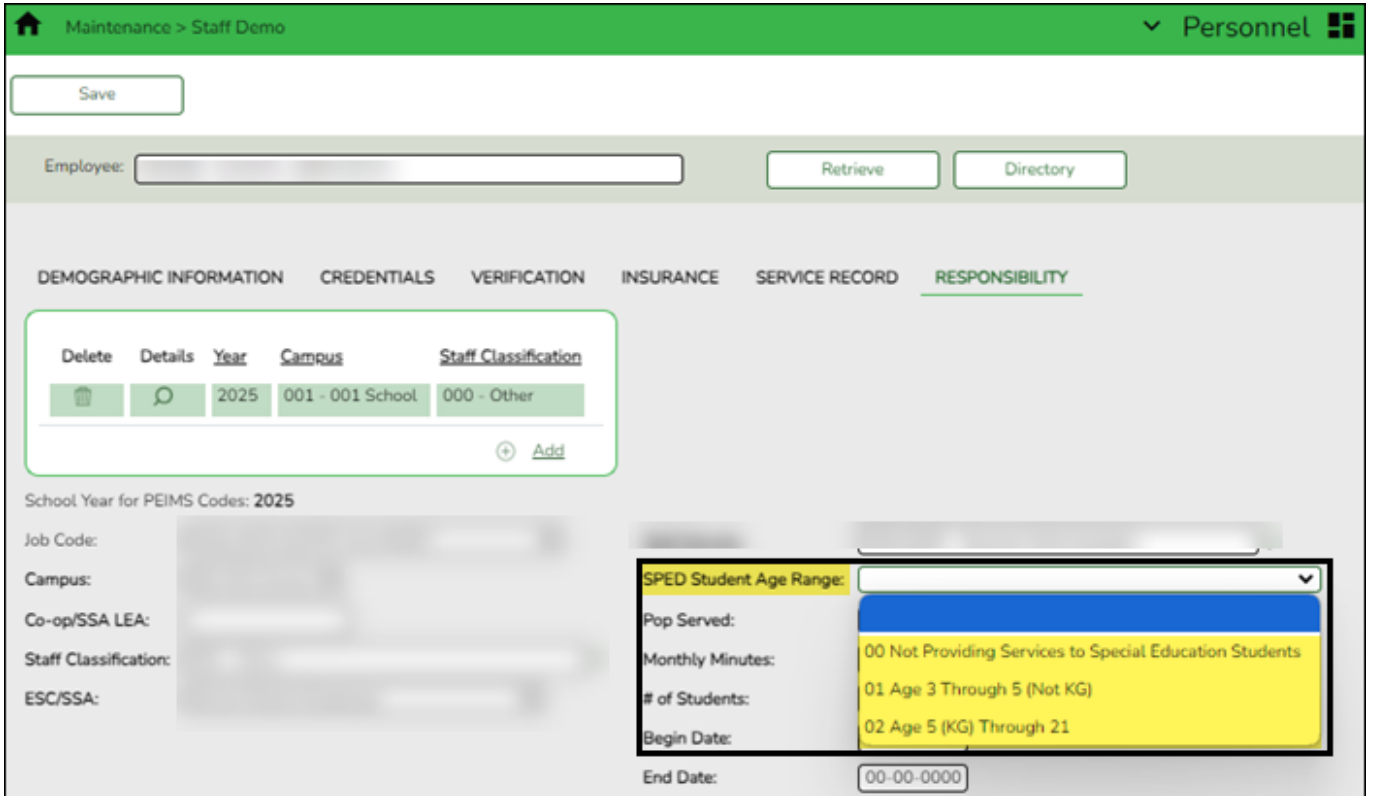 Maintenance > Staff Demo
Personnel
Save
Employee:
Retrieve
Directory
DEMOGRAPHIC INFORMATION CREDENTIALS VERIFICATION INSURANCE SERVICE RECORD RESPONSIBILITY
Delete Details Year Campus Staff Classification
2025 001 - 001 School 000 - Other
Add
School Year for PEIMS Codes: 2025
Job Code:
Campus:
Co-op/SSA LEA:
Staff Classification:
ESC/SSA:
SPED Student Age Range:
Pop Served:
Monthly Minutes:
# of Students:
Begin Date:
End Date: 00-00-0000
00 Not Providing Services to Special Education Students
01 Age 3 Through 5 (Not KG)
02 Age 5 (KG) Through 21